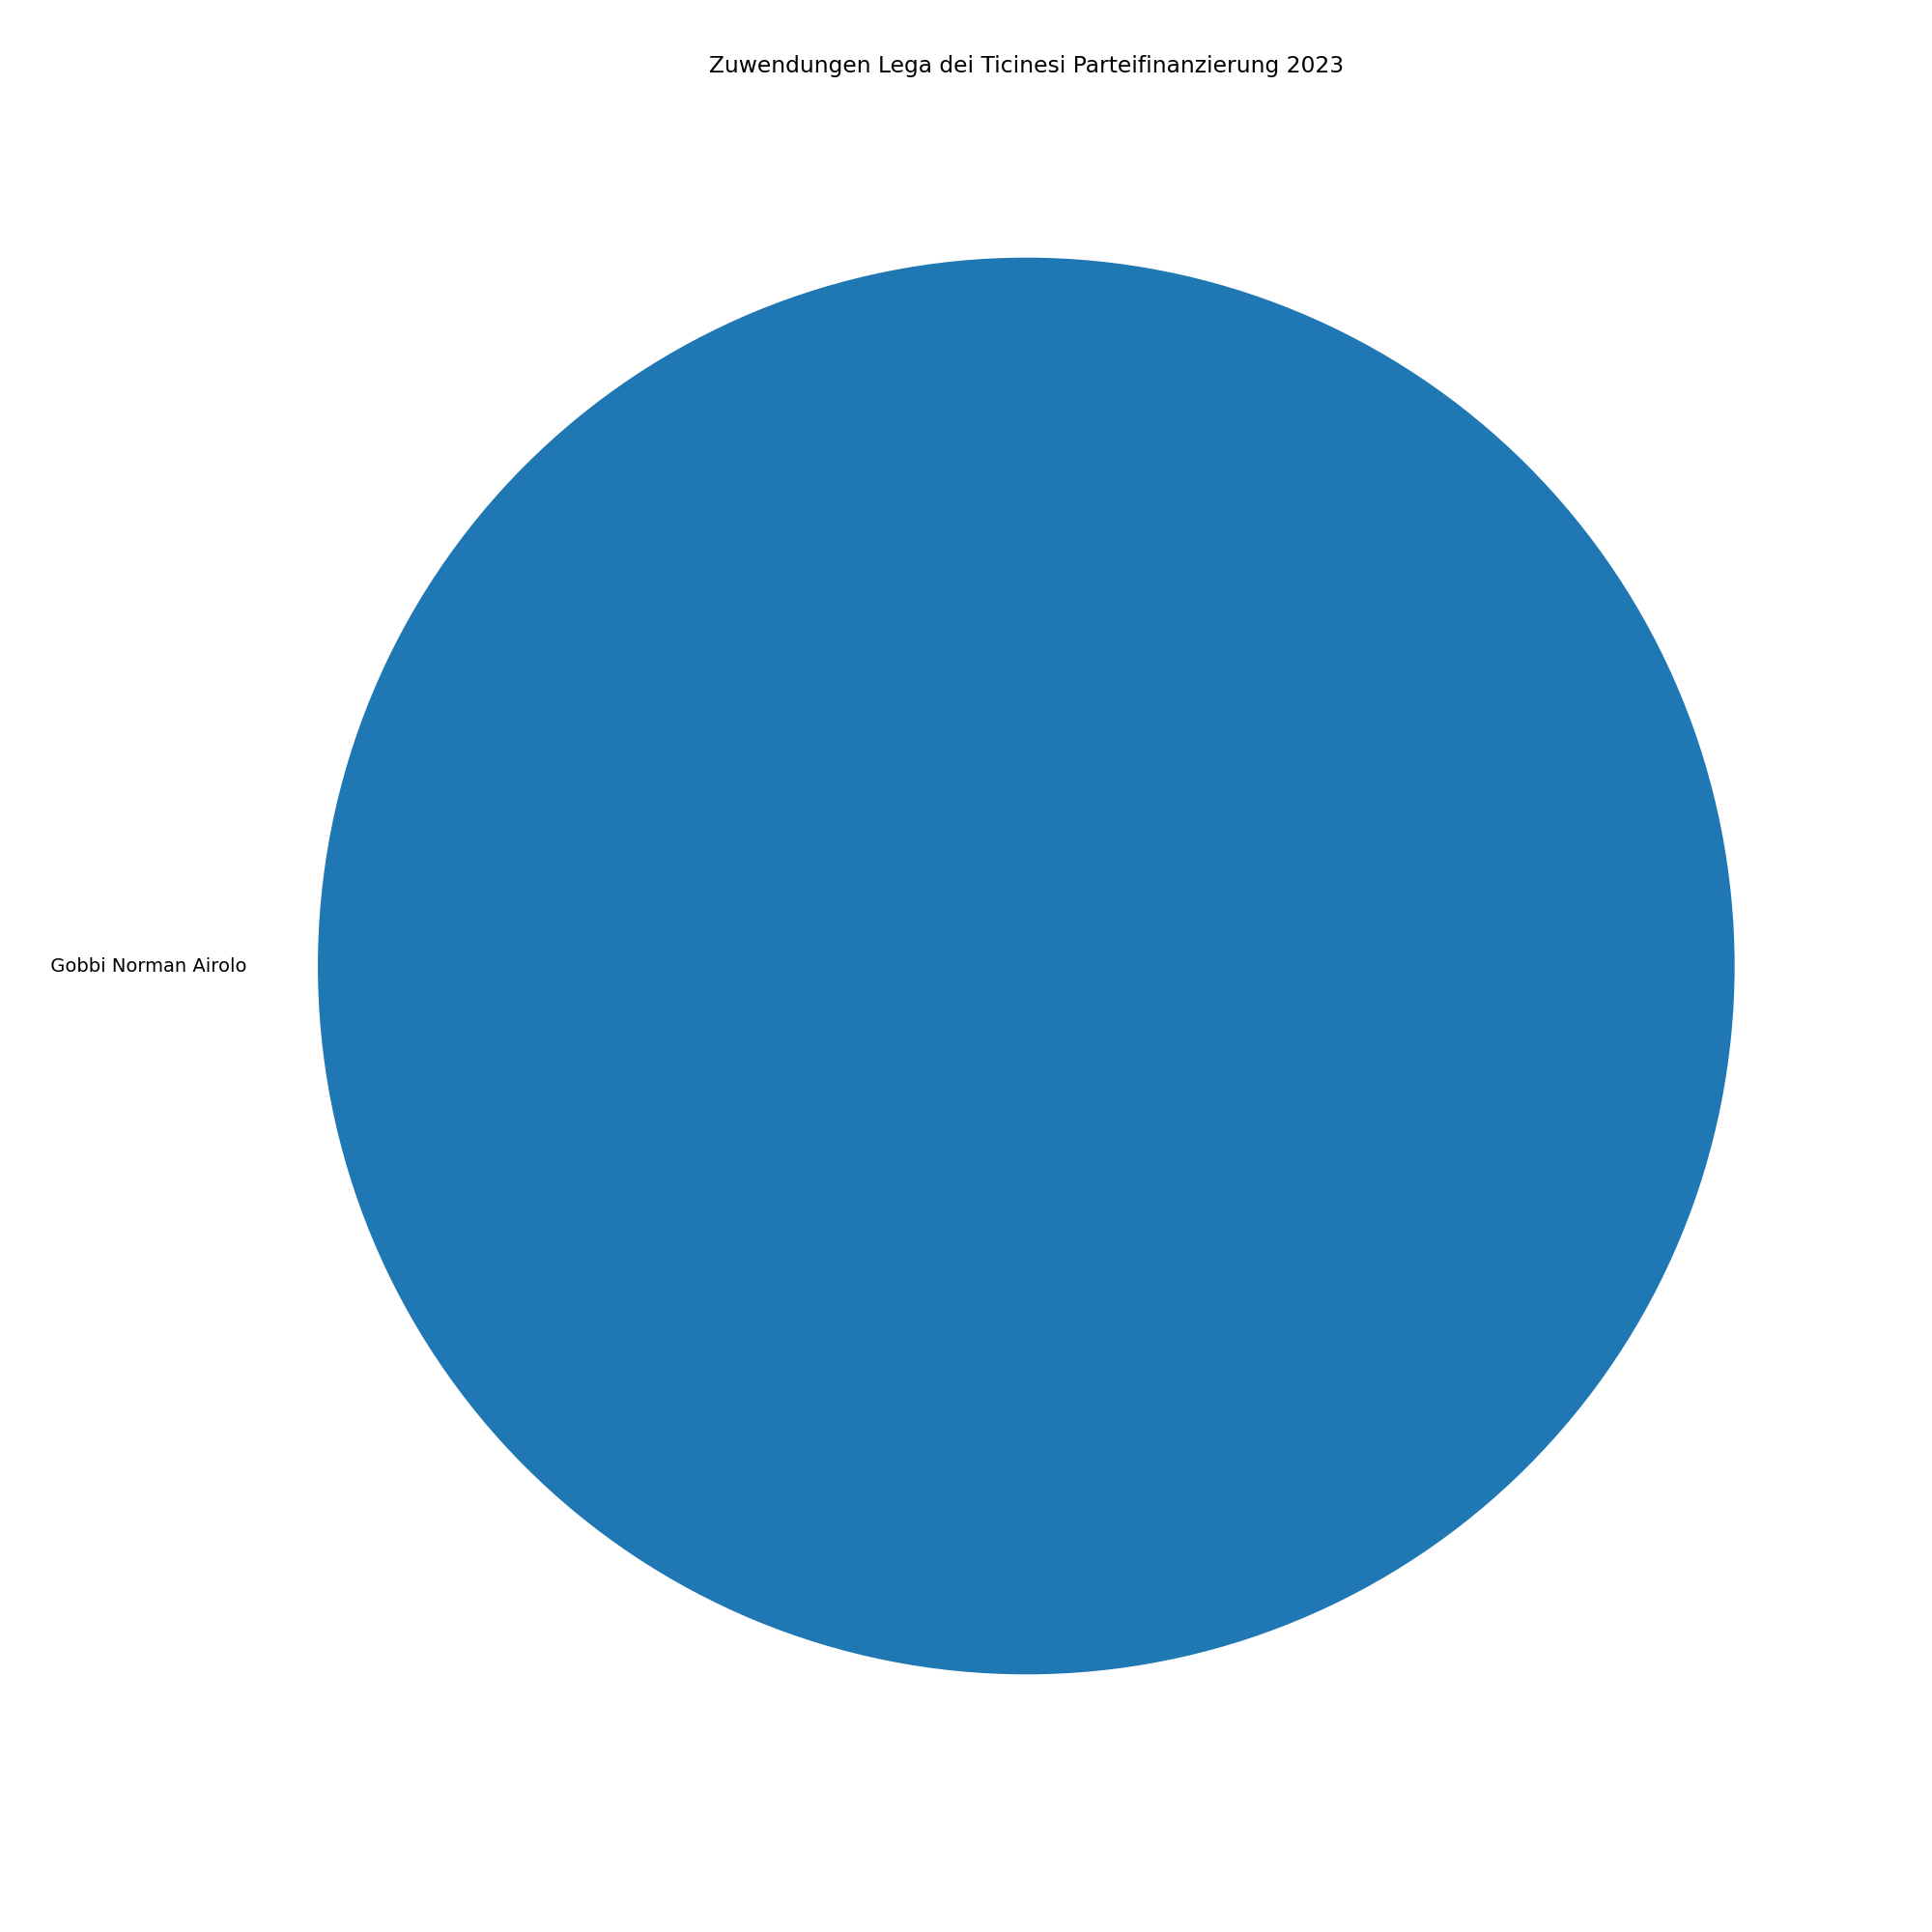 Zuwendungen Lega dei Ticinesi Parteifinanzierung 2023
Gobbi Norman Airolo